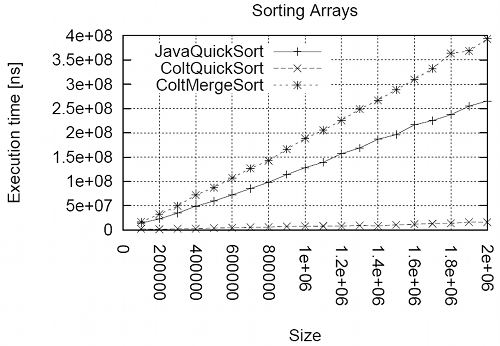 Sorting Arrays
Execution time [ns]
4e+08
3.5e+08
3e+08
2.5e+08
2e+08
1.5e+08
1e+08
5e+07
0
JavaQuickSort
ColtQuickSort
ColtMergeSort
0
200000
400000
600000
800000
1e+06
1.2e+06
1.4e+06
1.6e+06
1.8e+06
2e+06
Size